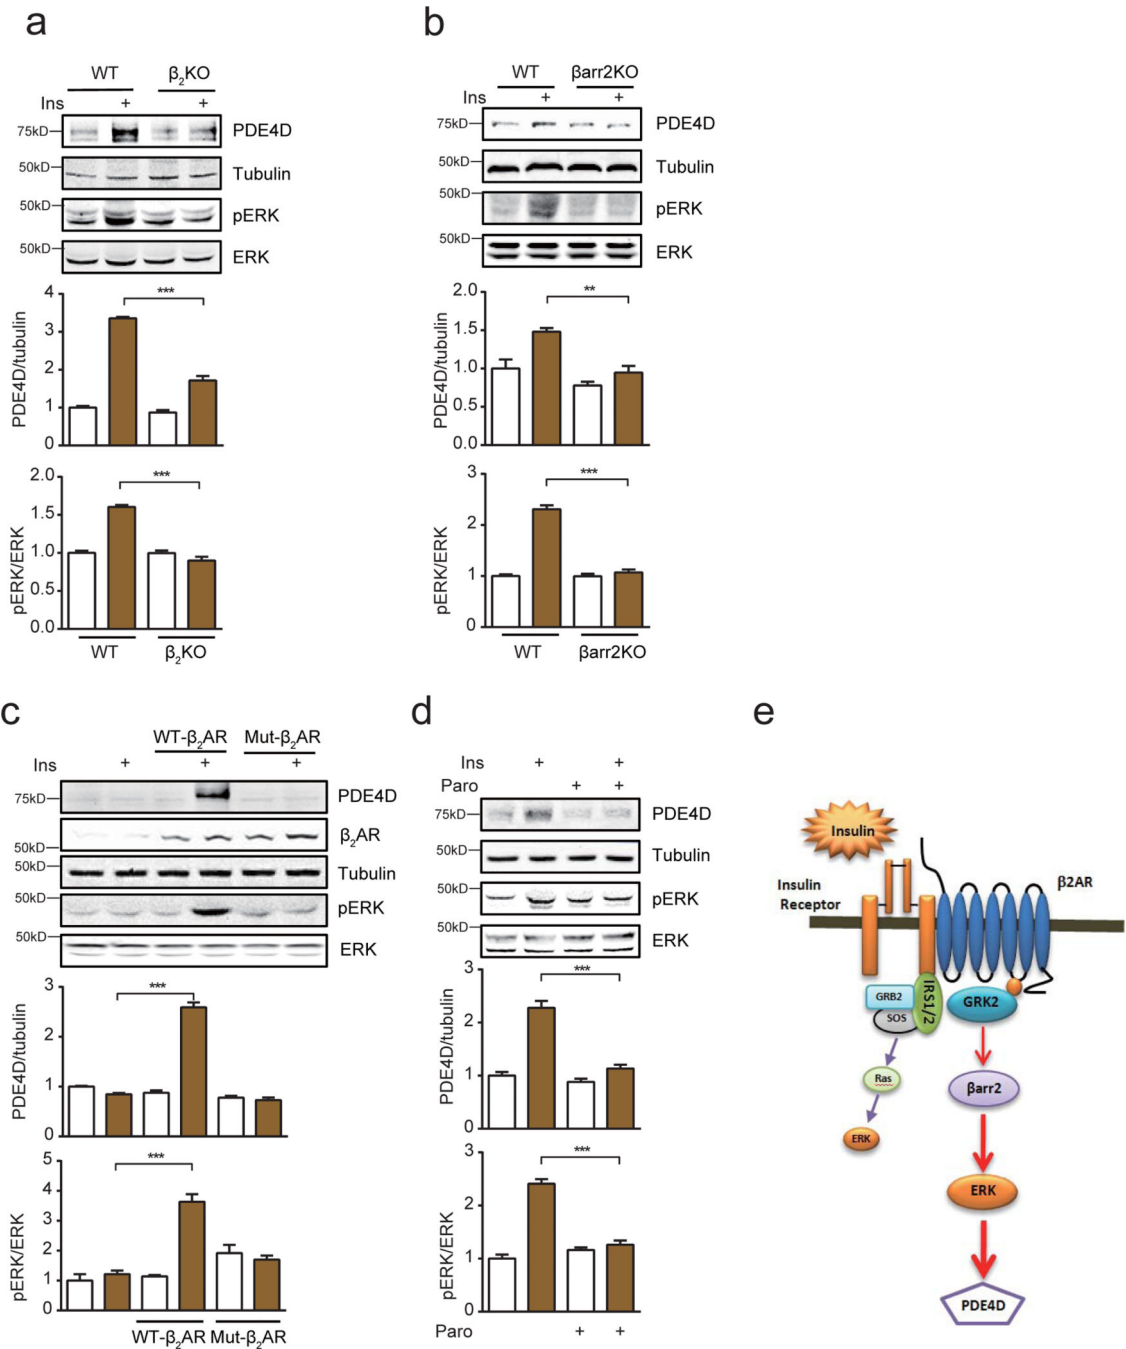 a
WT β₂KO
Ins + +
75kD PDE4D
50kD Tubulin
50kD pERK
50kD ERK
***
PDE4D/tubulin
4
3
2
1
0
***
pERK/ERK
2.0
1.5
1.0
0.5
0.0
WT β₂KO
b
WT βarr2KO
Ins + +
75kD PDE4D
50kD Tubulin
50kD pERK
50kD ERK
**
PDE4D/tubulin
2.0
1.5
1.0
0.5
0.0
***
pERK/ERK
3
2
1
0
WT βarr2KO
c
WT-β₂AR Mut-β₂AR
Ins + + +
75kD PDE4D
50kD β₂AR
50kD Tubulin
50kD pERK
50kD ERK
***
PDE4D/tubulin
3
2
1
0
***
pERK/ERK
5
4
3
2
1
0
WT-β₂AR Mut-β₂AR
d
Ins + +
Paro + +
75kD PDE4D
50kD Tubulin
50kD pERK
50kD ERK
***
PDE4D/tubulin
3
2
1
0
***
pERK/ERK
3
2
1
0
Paro + +
e
Insulin
Insulin
Receptor
β2AR
GRB2
SOS
IRS1/2
GRK2
Ras
βarr2
ERK
ERK
PDE4D